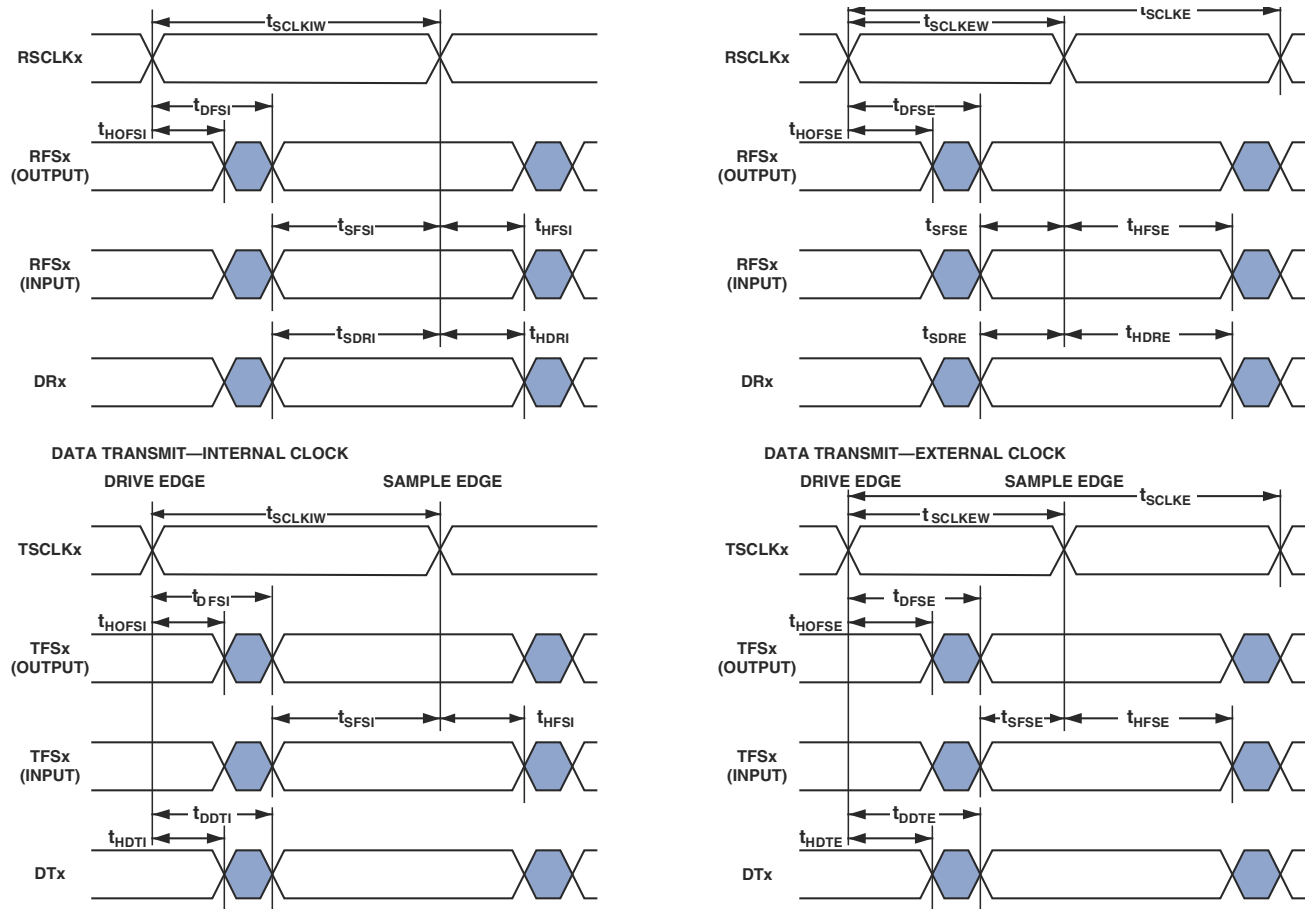 tSCLKIW
RSCLKx
tDFSI
tHOFSI
RFSx
(OUTPUT)
tSFSI
tHFSI
RFSx
(INPUT)
tSDRI
tHDRI
DRx
tSCLKE
tSCLKEW
RSCLKx
tDFSE
tHOFSE
RFSx
(OUTPUT)
tSFSE
tHFSE
RFSx
(INPUT)
tSDRE
tHDRE
DRx
DATA TRANSMIT—INTERNAL CLOCK
DRIVE EDGE
SAMPLE EDGE
tSCLKIW
TSCLKx
tDFSI
tHOFSI
TFSx
(OUTPUT)
tSFSI
tHFSI
TFSx
(INPUT)
tDDTI
tHDTI
DTx
DATA TRANSMIT—EXTERNAL CLOCK
DRIVE EDGE
SAMPLE EDGE
tSCLKE
tSCLKEW
TSCLKx
tDFSE
tHOFSE
TFSx
(OUTPUT)
tSFSE
tHFSE
TFSx
(INPUT)
tDDTE
tHDTE
DTx